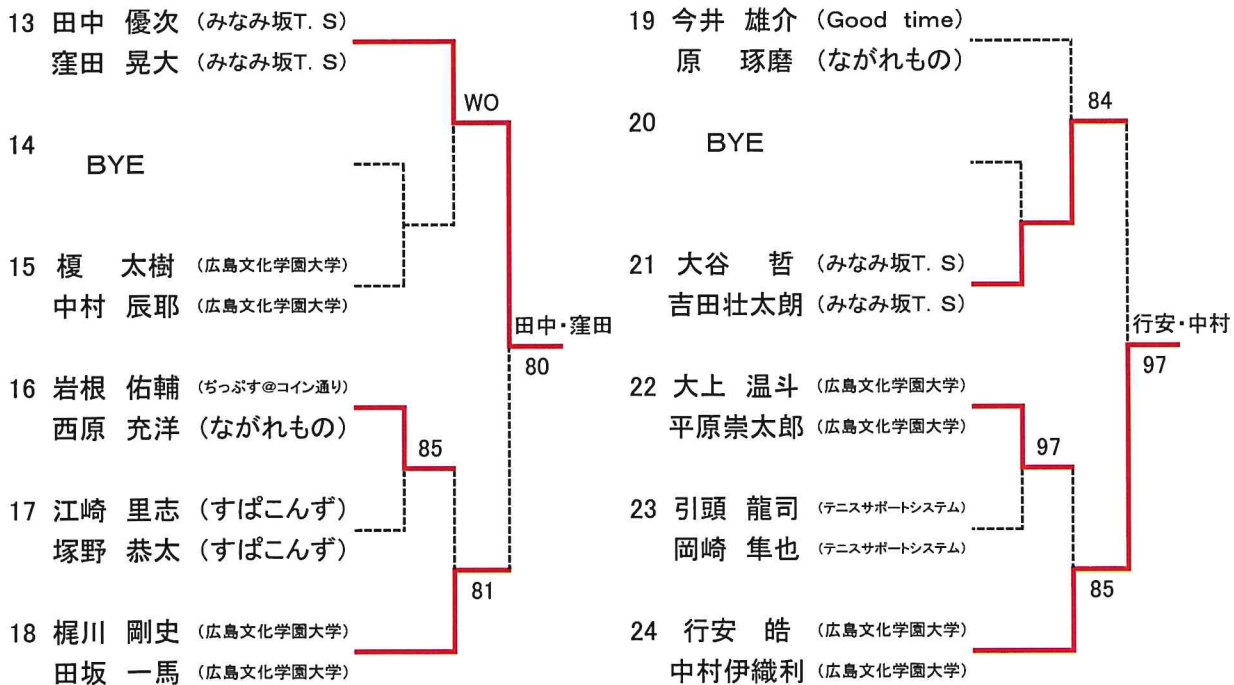 13 田中 優次 (みなみ坂T. S)
窪田 晃大 (みなみ坂T. S)
WO
14
BYE
15 榎 太樹 (広島文化学園大学)
中村 辰耶 (広島文化学園大学)
田中・窪田
80
16 岩根 佑輔 (ぢっぷす@コイン通り)
西原 充洋 (ながれもの)
85
17 江崎 里志 (すぱこんず)
塚野 恭太 (すぱこんず)
81
18 梶川 剛史 (広島文化学園大学)
田坂 一馬 (広島文化学園大学)
19 今井 雄介 (Good time)
原 琢磨 (ながれもの)
84
20
BYE
21 大谷 哲 (みなみ坂T. S)
吉田壮太朗 (みなみ坂T. S)
行安・中村
97
22 大上 温斗 (広島文化学園大学)
平原崇太郎 (広島文化学園大学)
97
23 引頭 龍司 (テニスサポートシステム)
岡崎 隼也 (テニスサポートシステム)
85
24 行安 皓 (広島文化学園大学)
中村伊織利 (広島文化学園大学)